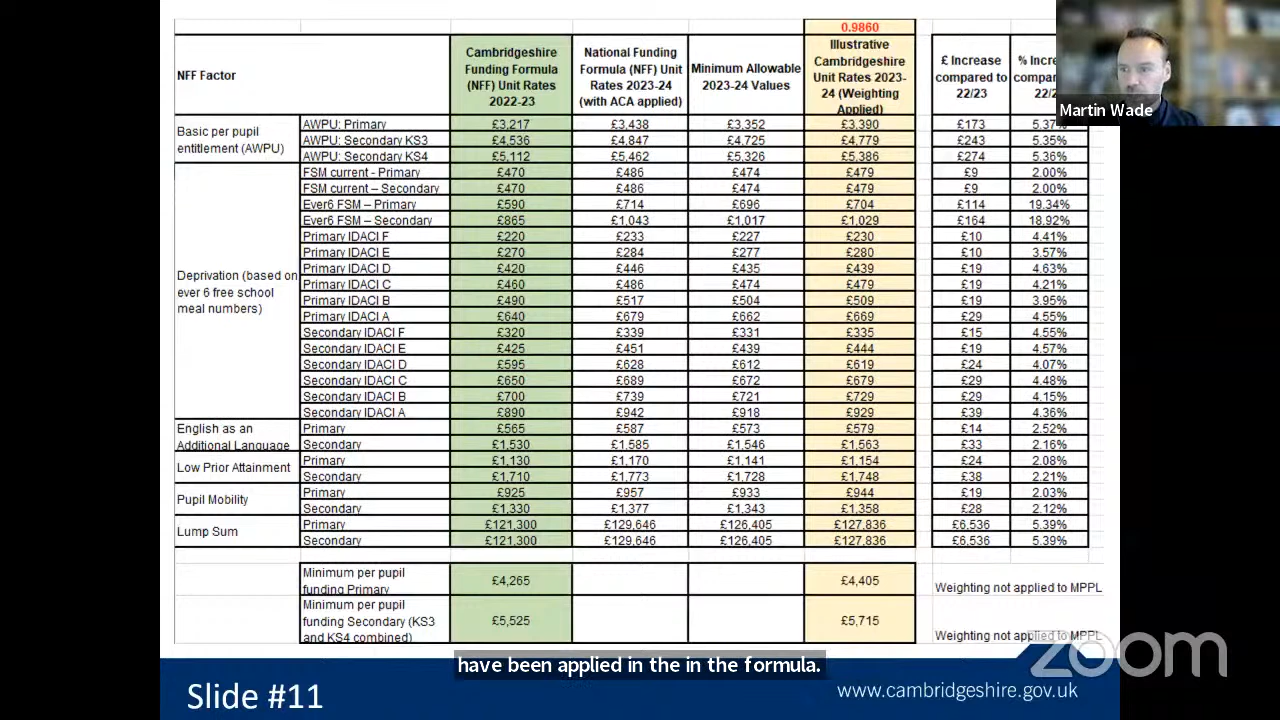 0.9860
NFF Factor
Cambridgeshire
Funding Formula
(NFF) Unit Rates
2022-23
National Funding
Formula (NFF) Unit
Rates 2023-24
(with ACA applied)
Minimum Allowable
2023-24 Values
Illustrative
Cambridgeshire
Unit Rates 2023-
24 (Weighting
Applied)
£ Increase
compared to
22/23
Martin Wade
Basic per pupil
entitlement (AWPU)
AWPU: Primary £3,217 £3,438 £3,352 £3,390 £173 5.37%
AWPU: Secondary KS3 £4,536 £4,847 £4,725 £4,779 £243 5.35%
AWPU: Secondary KS4 £5,112 £5,462 £5,326 £5,386 £274 5.36%
Deprivation (based on
ever 6 free school
meal numbers)
FSM current - Primary £470 £486 £474 £479 £9 2.00%
FSM current – Secondary £470 £486 £474 £479 £9 2.00%
Ever6 FSM – Primary £590 £714 £696 £704 £114 19.34%
Ever6 FSM – Secondary £865 £1,043 £1,017 £1,029 £164 18.92%
Primary IDACI F £220 £233 £227 £230 £10 4.41%
Primary IDACI E £270 £284 £277 £280 £10 3.57%
Primary IDACI D £420 £446 £435 £439 £19 4.63%
Primary IDACI C £460 £486 £474 £479 £19 4.21%
Primary IDACI B £490 £517 £504 £509 £19 3.95%
Primary IDACI A £640 £679 £662 £669 £29 4.55%
Secondary IDACI F £320 £339 £331 £335 £15 4.55%
Secondary IDACI E £425 £451 £439 £444 £19 4.57%
Secondary IDACI D £595 £628 £612 £619 £24 4.07%
Secondary IDACI C £650 £689 £672 £679 £29 4.48%
Secondary IDACI B £700 £739 £721 £729 £29 4.15%
Secondary IDACI A £890 £942 £918 £929 £39 4.36%
English as an
Additional Language
Primary £565 £587 £573 £579 £14 2.52%
Secondary £1,530 £1,585 £1,546 £1,563 £33 2.16%
Low Prior Attainment
Primary £1,130 £1,170 £1,141 £1,154 £24 2.08%
Secondary £1,710 £1,773 £1,728 £1,748 £38 2.21%
Pupil Mobility
Primary £925 £957 £933 £944 £19 2.03%
Secondary £1,330 £1,377 £1,343 £1,358 £28 2.12%
Lump Sum
Primary £121,300 £129,646 £126,405 £127,836 £6,536 5.39%
Secondary £121,300 £129,646 £126,405 £127,836 £6,536 5.39%
Minimum per pupil
funding Primary
£4,265 £4,405 Weighting not applied to MPPL
Minimum per pupil
funding Secondary (KS3
and KS4 combined)
£5,525 £5,715 Weighting not applied to MPPL
zoom
have been applied in the in the formula.
Slide #11
www.cambridgeshire.gov.uk